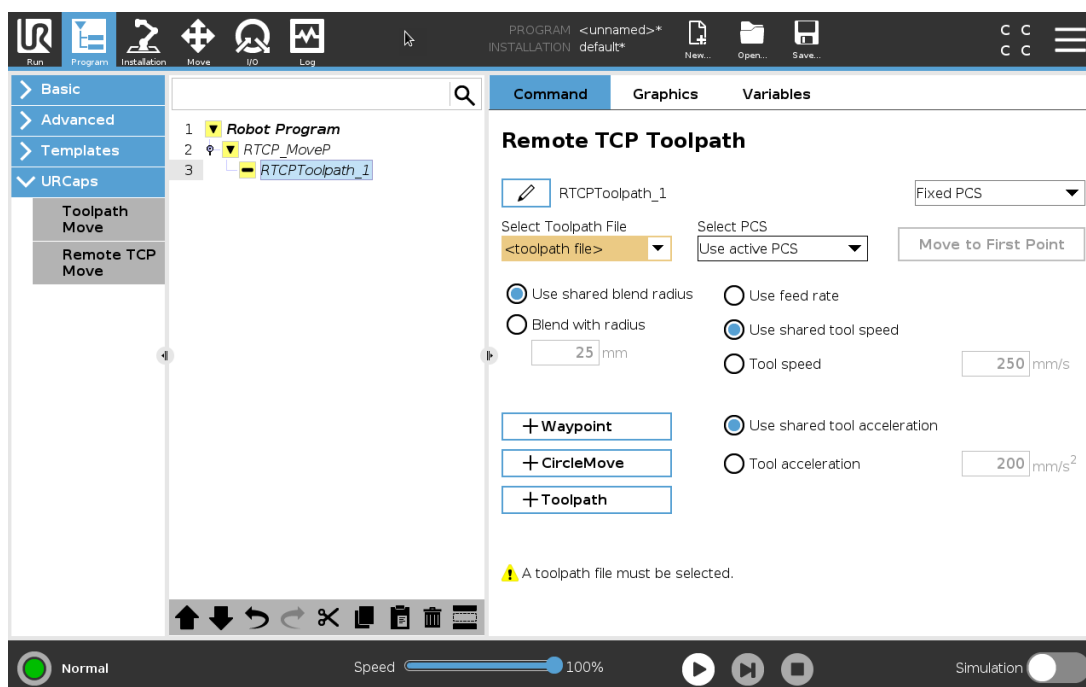 PROGRAM <unnamed>*
INSTALLATION default*
Run Program Installation Move I/O Log New... Open... Save...
C C
C C
Basic
Advanced
Templates
URCaps
Toolpath
Move
Remote TCP
Move
1 Robot Program
2 RTCP_MoveP
3 RTCPToolpath_1
Command Graphics Variables
Remote TCP Toolpath
RTCPToolpath_1 Fixed PCS
Select Toolpath File Select PCS
<toolpath file> Use active PCS Move to First Point
Use shared blend radius Use feed rate
Blend with radius Use shared tool speed
25 mm Tool speed 250 mm/s
+ Waypoint Use shared tool acceleration
+ CircleMove Tool acceleration 200 mm/s²
+ Toolpath
A toolpath file must be selected.
Normal Speed 100% Simulation